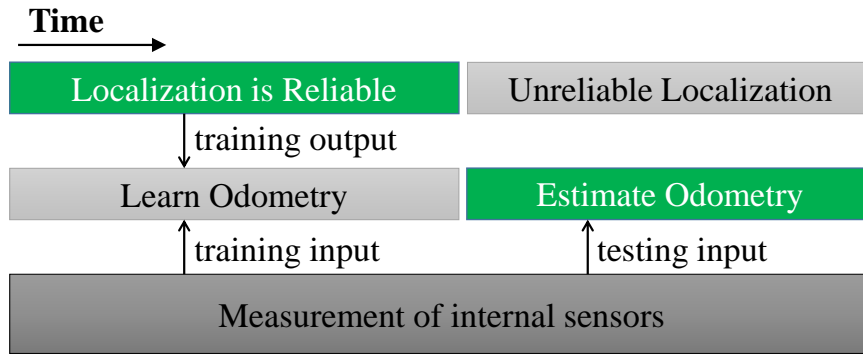 Time
Localization is Reliable
Unreliable Localization
training output
Learn Odometry
Estimate Odometry
training input
testing input
Measurement of internal sensors